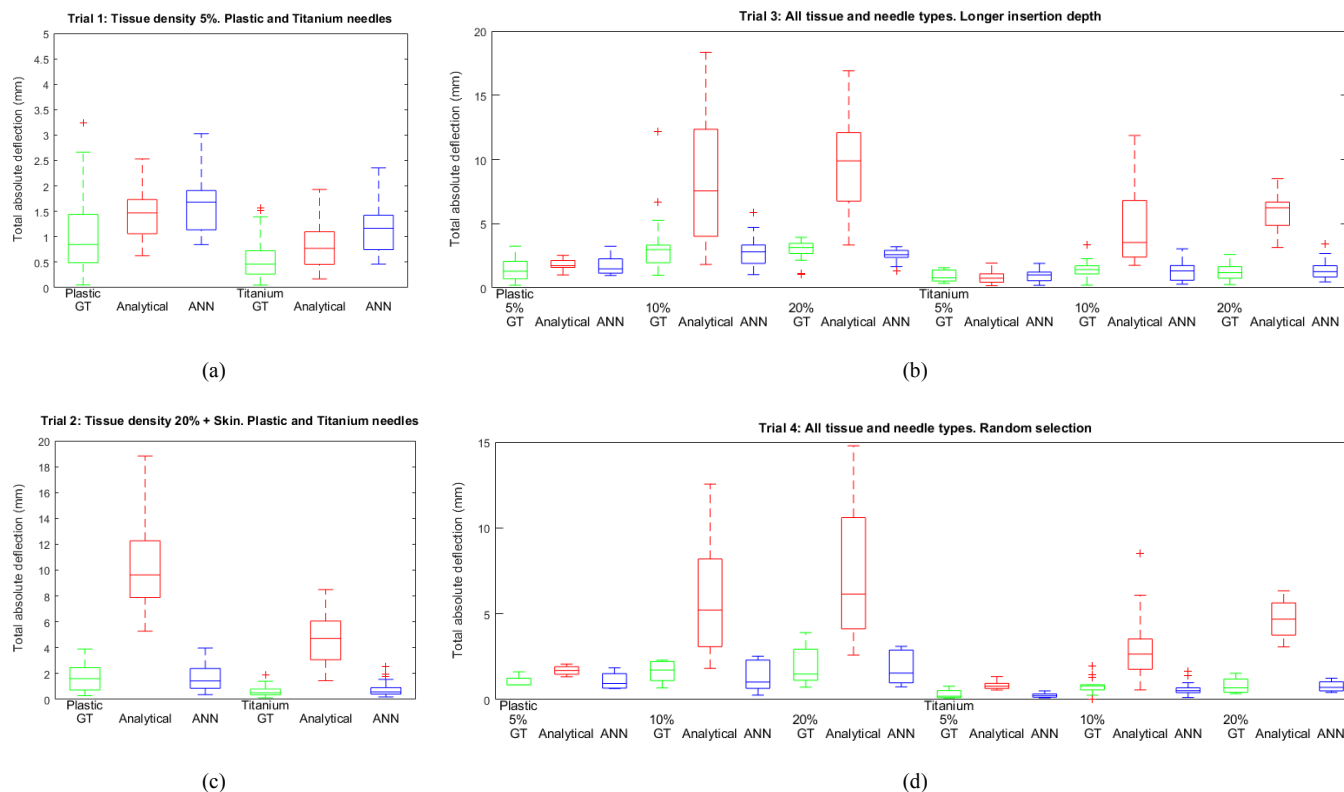 Trial 1: Tissue density 5%. Plastic and Titanium needles
Total absolute deflection (mm)
5
4.5
4
3.5
3
2.5
2
1.5
1
0.5
0
Plastic Titanium
GT Analytical ANN GT Analytical ANN
(a)
Trial 3: All tissue and needle types. Longer insertion depth
Total absolute deflection (mm)
20
15
10
5
0
Plastic Titanium
5% 10% 20% 5% 10% 20%
GT Analytical ANN GT Analytical ANN GT Analytical ANN GT Analytical ANN GT Analytical ANN GT Analytical ANN
(b)
Trial 2: Tissue density 20% + Skin. Plastic and Titanium needles
Total absolute deflection (mm)
20
18
16
14
12
10
8
6
4
2
0
Plastic Titanium
GT Analytical ANN GT Analytical ANN
(c)
Trial 4: All tissue and needle types. Random selection
Total absolute deflection (mm)
15
10
5
0
Plastic Titanium
5% 10% 20% 5% 10% 20%
GT Analytical ANN GT Analytical ANN GT Analytical ANN GT Analytical ANN GT Analytical ANN GT Analytical ANN
(d)